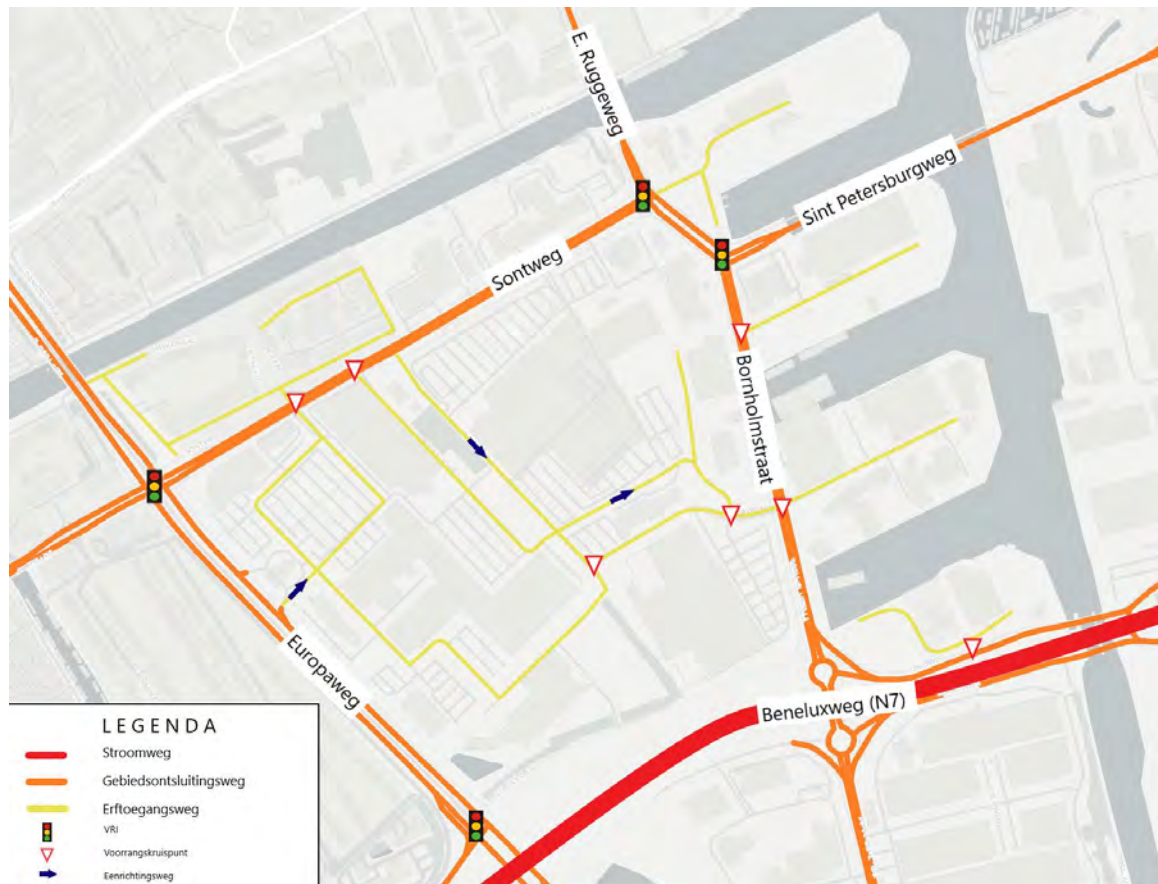 E. Ruggeweg
Sint Petersburgweg
Sontweg
Bornholmstraat
Europaweg
Beneluxweg (N7)
LEGENDA
Stroomweg
Gebiedsontsluitingsweg
Erftoegangsweg
VRI
Voorrangskruispunt
Eenrichtingsweg